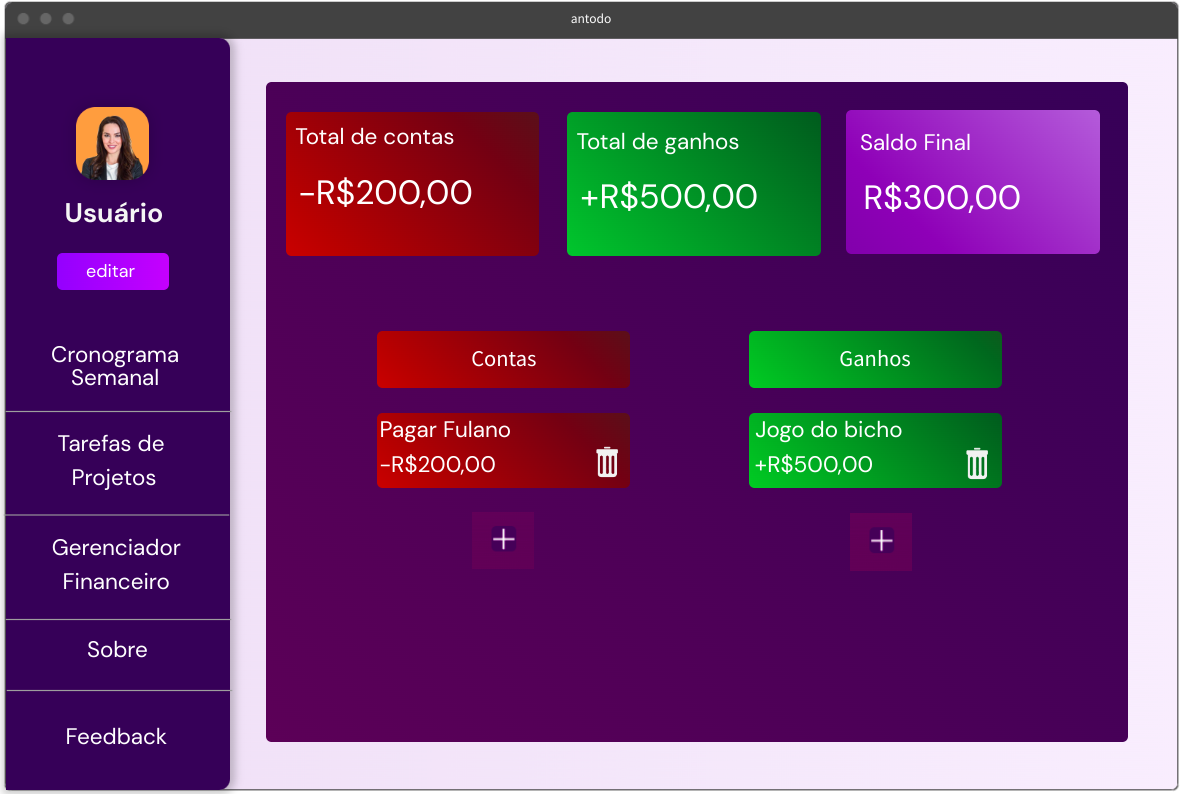 antodo
Usuário
editar
Cronograma
Semanal
Tarefas de
Projetos
Gerenciador
Financeiro
Sobre
Feedback
Total de contas
-R$200,00
Total de ganhos
+R$500,00
Saldo Final
R$300,00
Contas
Pagar Fulano
-R$200,00
+
Ganhos
Jogo do bicho
+R$500,00
+